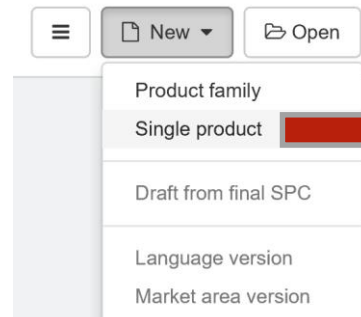 New
Open
Product family
Single product
Draft from final SPC
Language version
Market area version